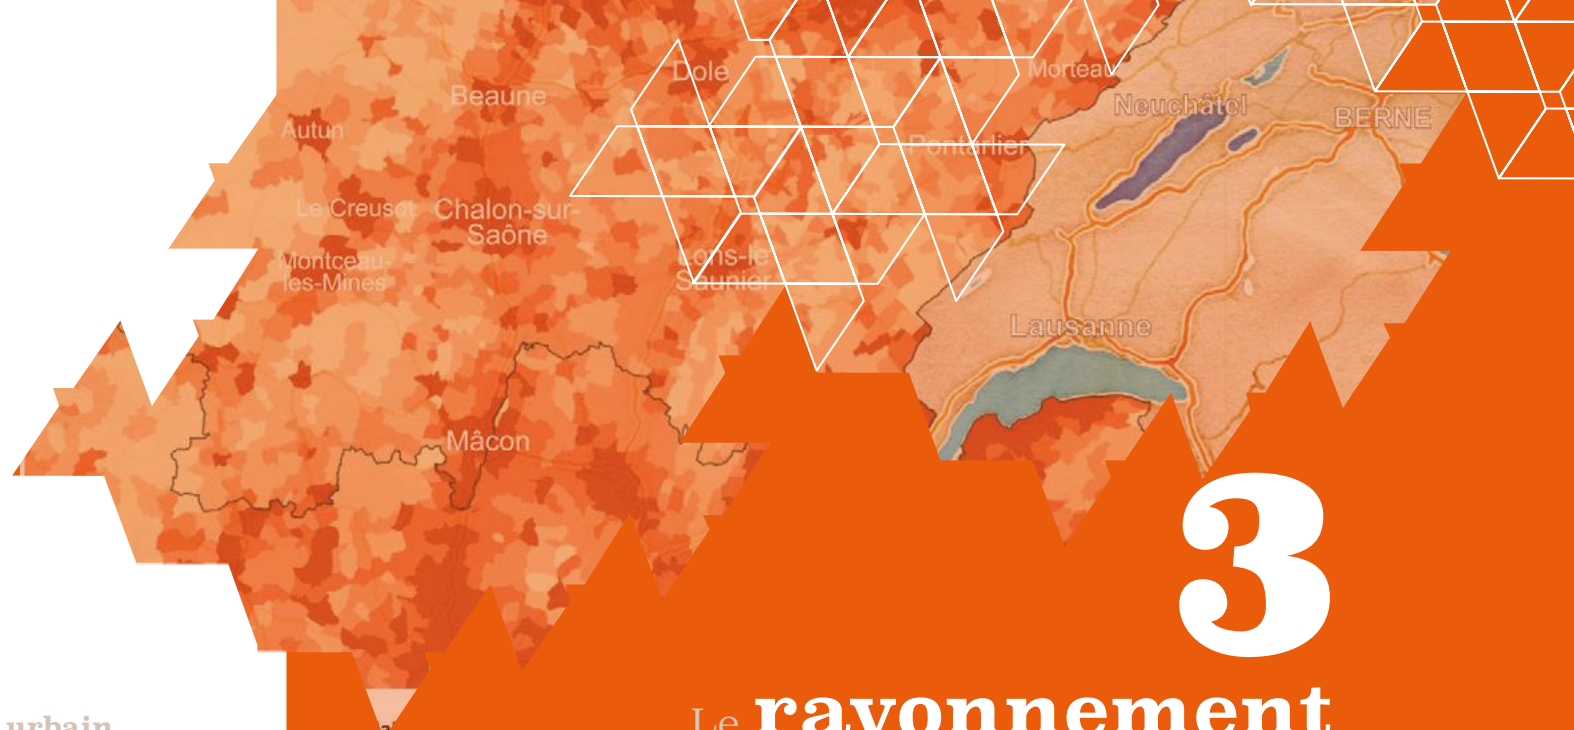 Dole
Morteau
Beaune
Neuchâtel
BERNE
Autun
Pontarlier
Le Creusot
Chalon-sur-
Saône
Lons-le
Saunier
Montceau-
les-Mines
Lausanne
Mâcon
3
Le rayonnement
urbain